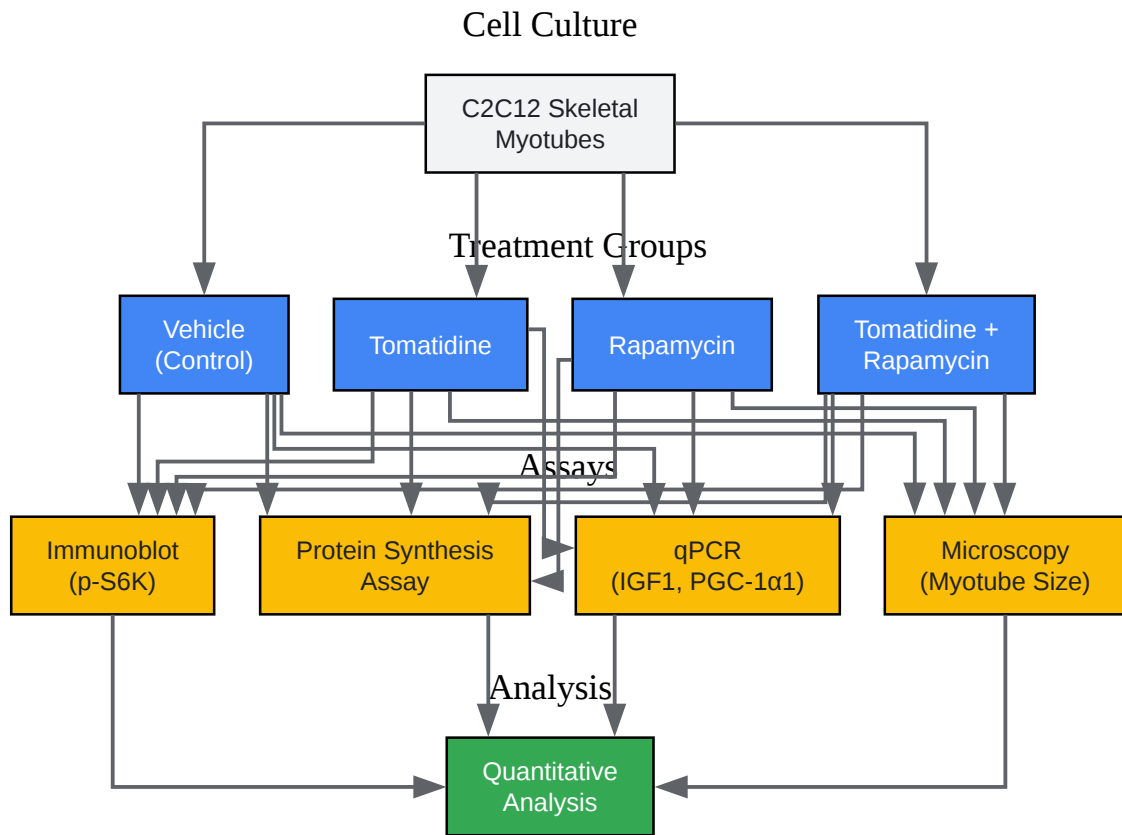 Cell Culture
C2C12 Skeletal
Myotubes
Treatment Groups
Vehicle
(Control)
Tomatidine
Rapamycin
Tomatidine +
Rapamycin
Assays
Immunoblot
(p-S6K)
Protein Synthesis
Assay
qPCR
(IGF1, PGC-1α1)
Microscopy
(Myotube Size)
Analysis
Quantitative
Analysis